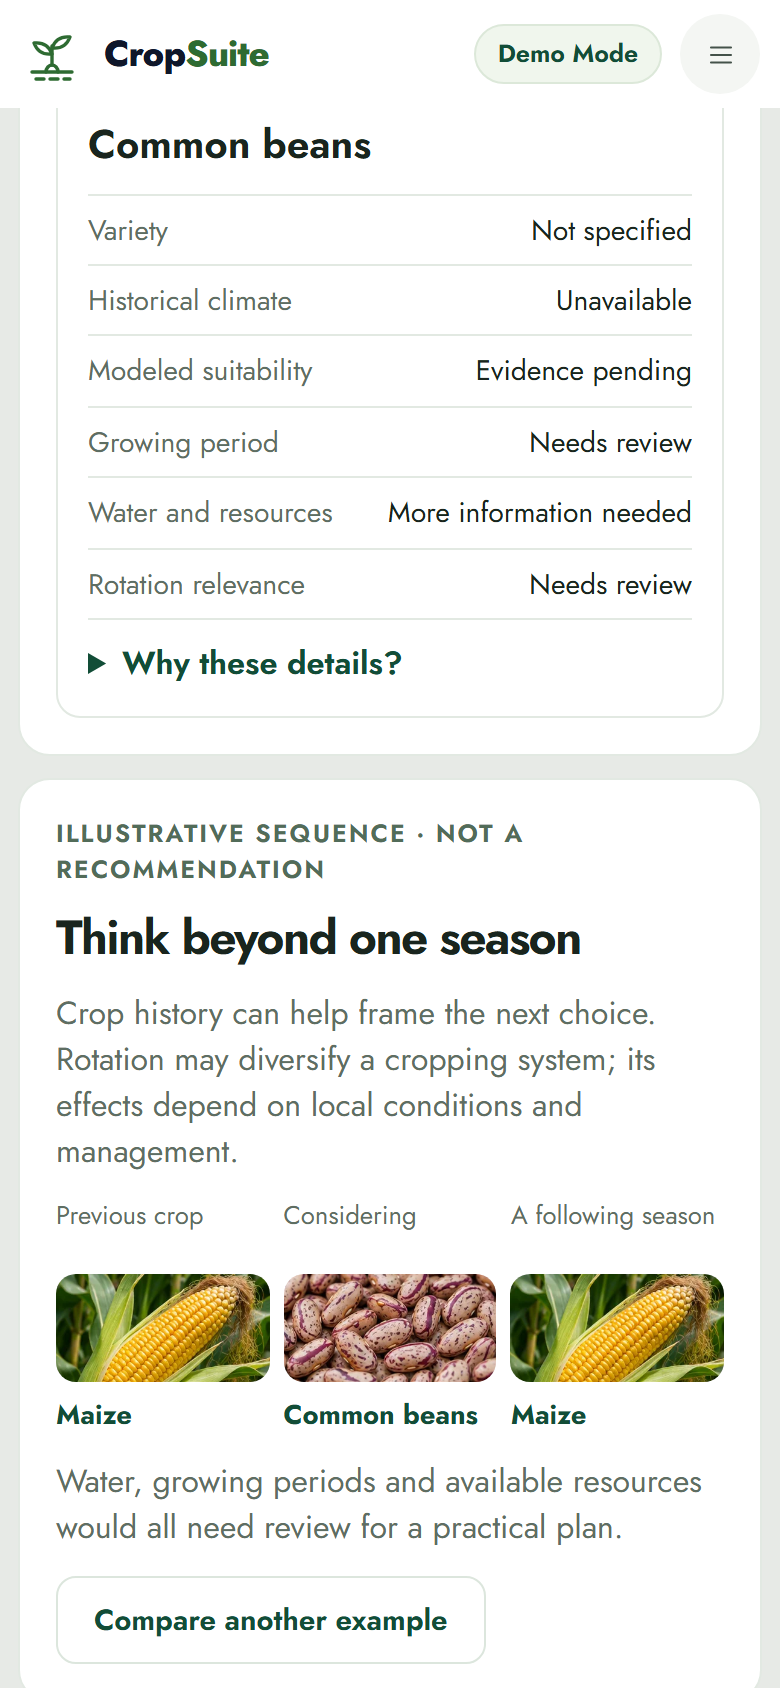 CropSuite
Demo Mode
Common beans
Variety Not specified
Historical climate Unavailable
Modeled suitability Evidence pending
Growing period Needs review
Water and resources More information needed
Rotation relevance Needs review
Why these details?
ILLUSTRATIVE SEQUENCE · NOT A
RECOMMENDATION
Think beyond one season
Crop history can help frame the next choice.
Rotation may diversify a cropping system; its
effects depend on local conditions and
management.
Previous crop Considering A following season
Maize Common beans Maize
Water, growing periods and available resources
would all need review for a practical plan.
Compare another example